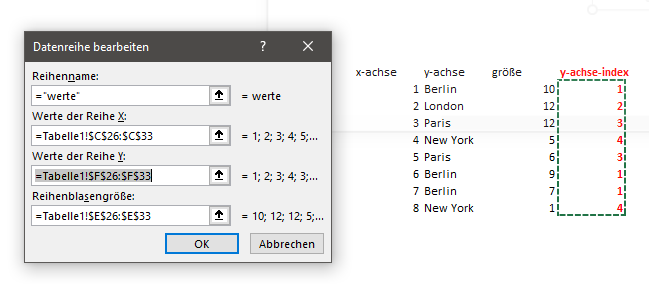 Datenreihe bearbeiten ? ×
Reihenname:
="werte" = werte
Werte der Reihe X:
=Tabelle1!$C$26:$C$33 = 1; 2; 3; 4; 5;...
Werte der Reihe Y:
=Tabelle1!$F$26:$F$33 = 1; 2; 3; 4; 3;...
Reihenblasengröße:
=Tabelle1!$E$26:$E$33 = 10; 12; 12; 5;...
OK Abbrechen
x-achse y-achse größe y-achse-index
1 Berlin 10 1
2 London 12 2
3 Paris 12 3
4 New York 5 4
5 Paris 6 3
6 Berlin 9 1
7 Berlin 7 1
8 New York 1 4